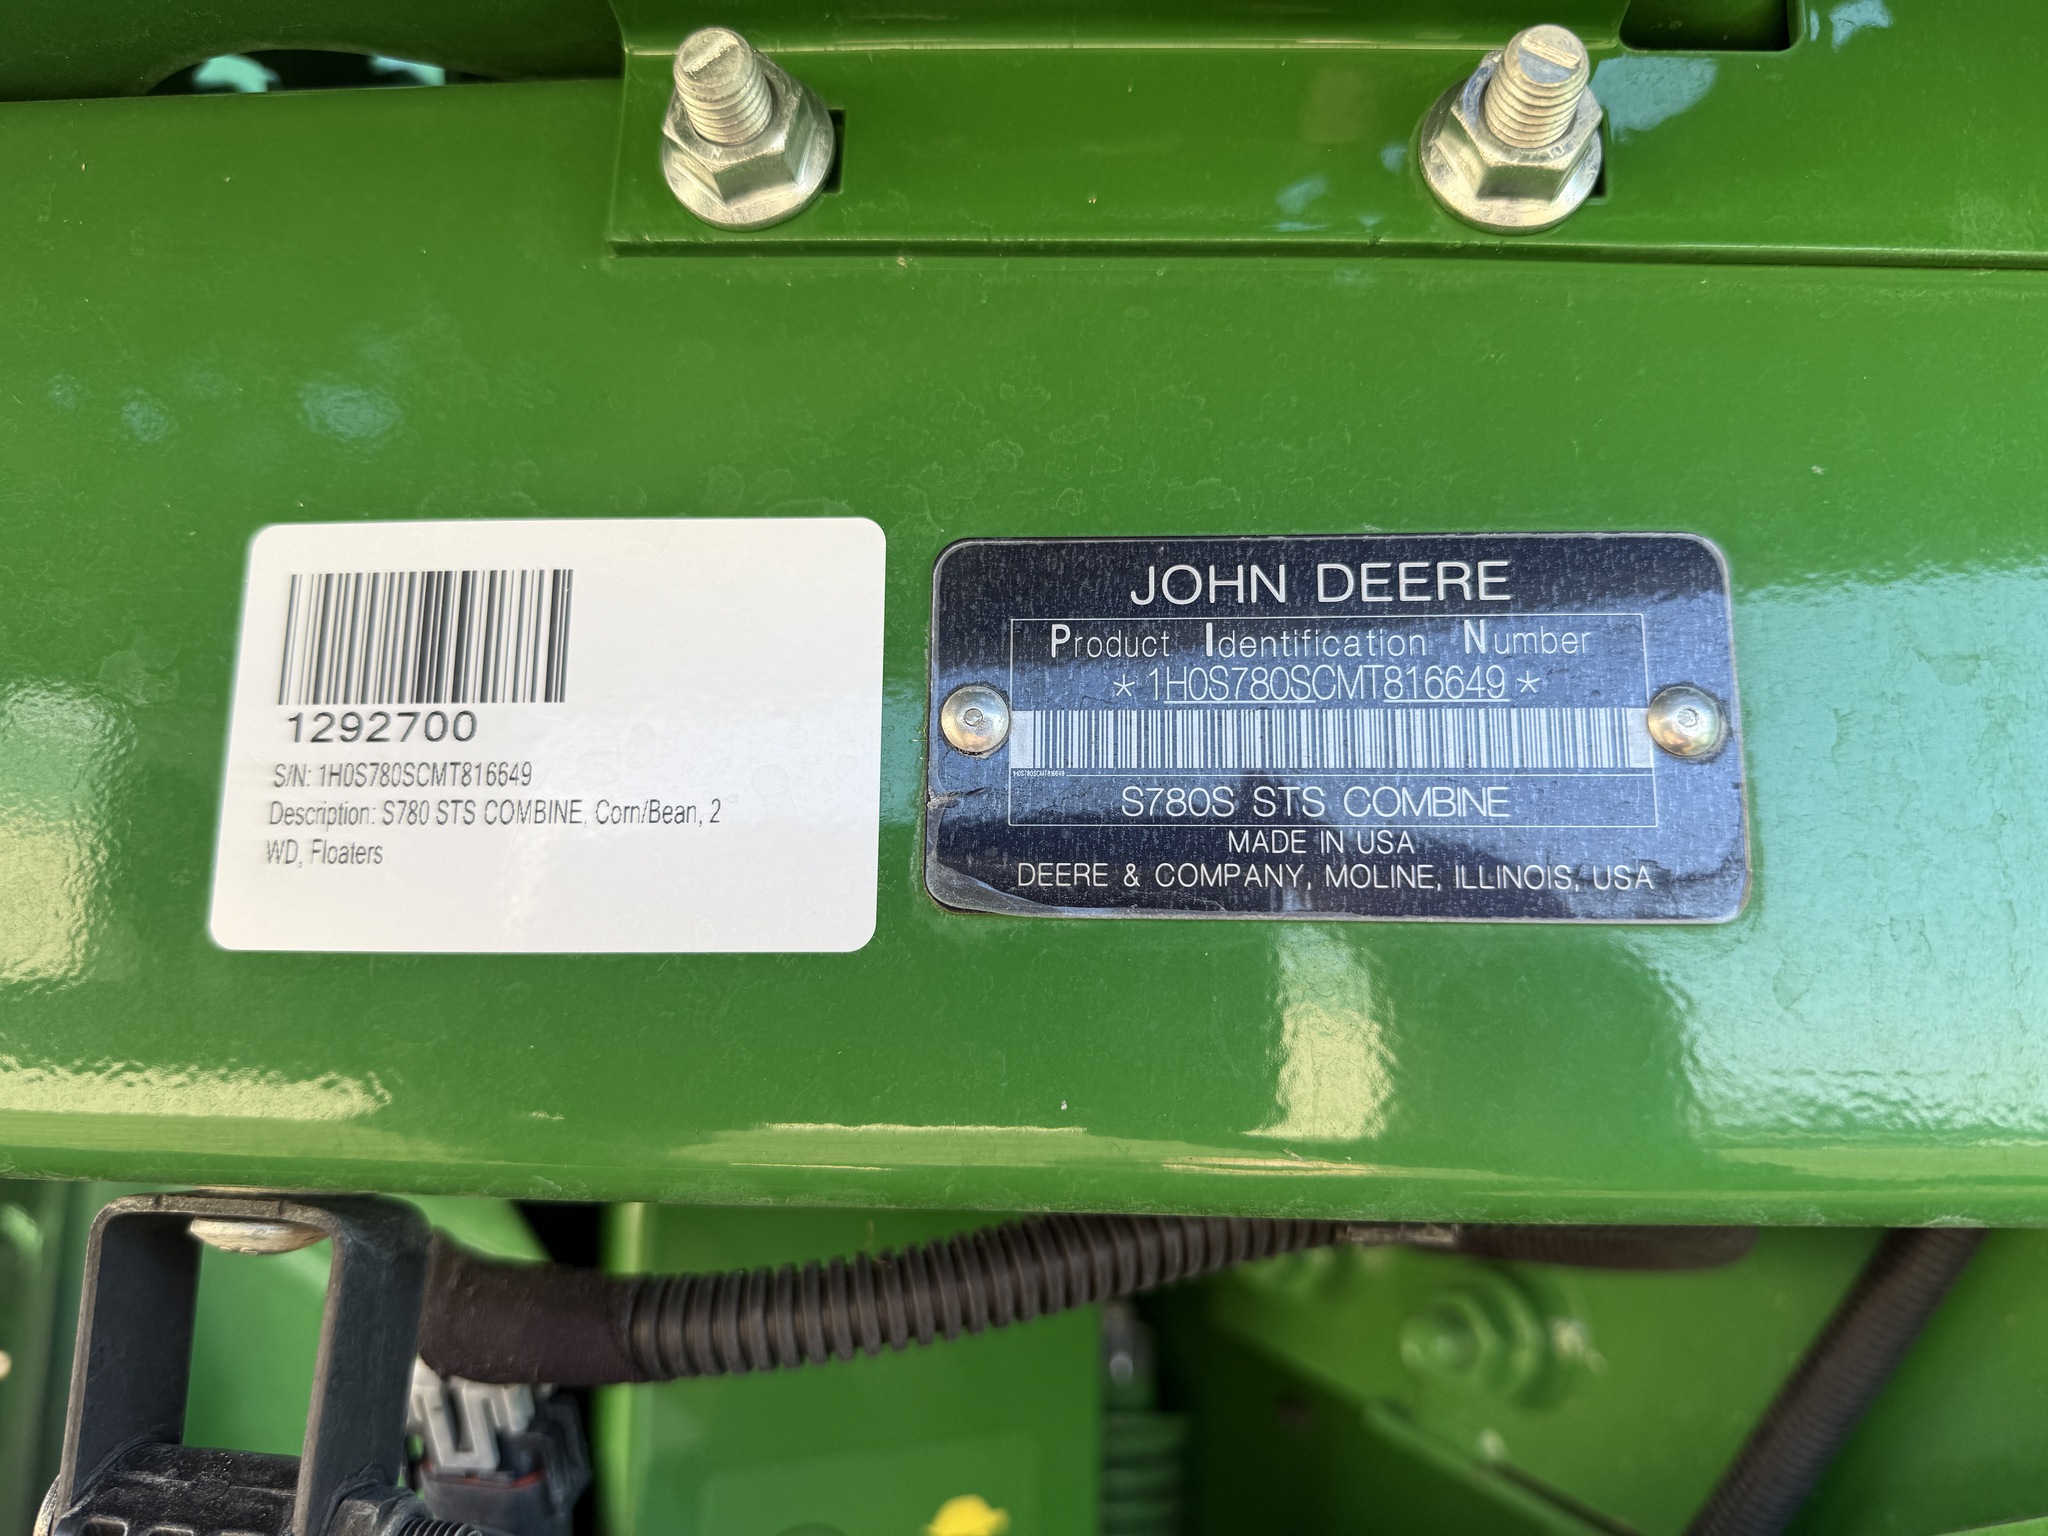 1292700
S/N: 1H0S780SCMT816649
Description: S780 STS COMBINE, Corn/Bean, 2
WD, Floaters
JOHN DEERE
Product Identification Number
* 1H0S780SCMT816649 *
1H0S780SCMT816649
S780S STS COMBINE
MADE IN USA
DEERE & COMPANY, MOLINE, ILLINOIS, USA